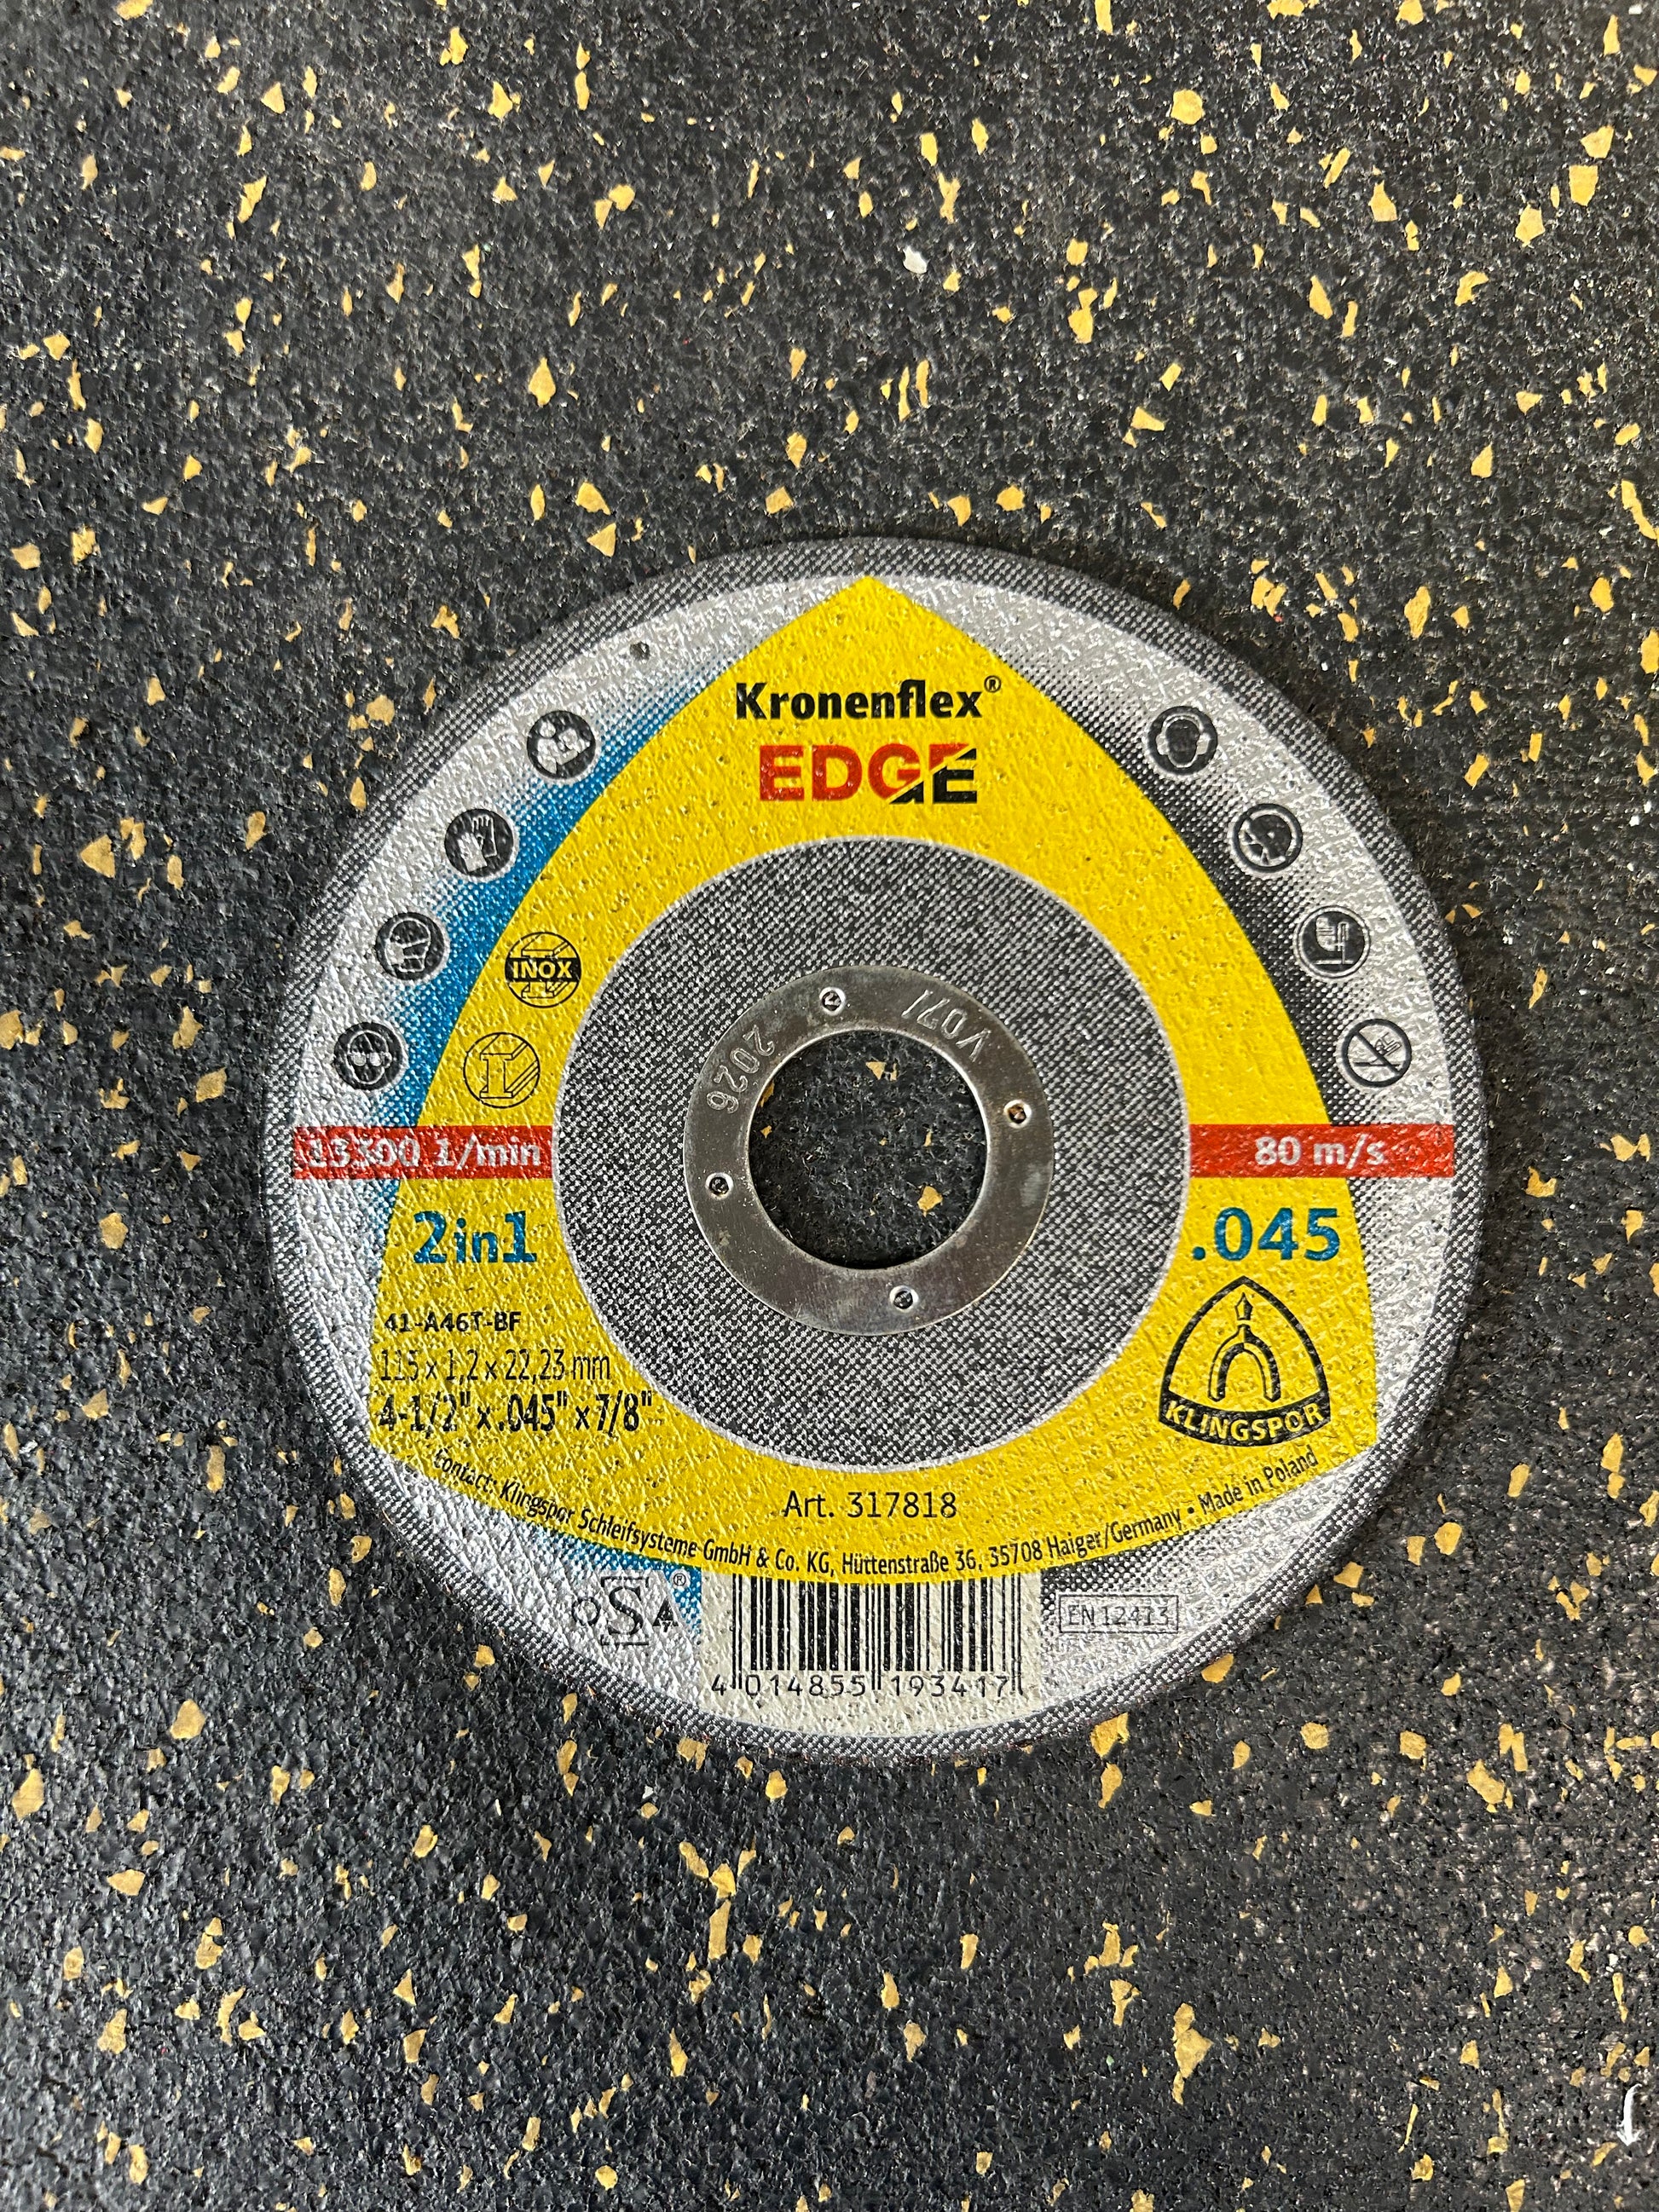 Kronenflex®
EDGE
INOX
V07/
2026
13300 1/min
80 m/s
2in1
.045
41-A46T-BF
115 x 1,2 x 22,23 mm
4-1/2" x .045" x 7/8"
KLINGSPOR
Art. 317818
Contact: Klingspor Schleifsysteme GmbH & Co. KG, Hüttenstraße 36, 35708 Haiger/Germany • Made in Poland
oSa®
EN 12413
4 014855 193417